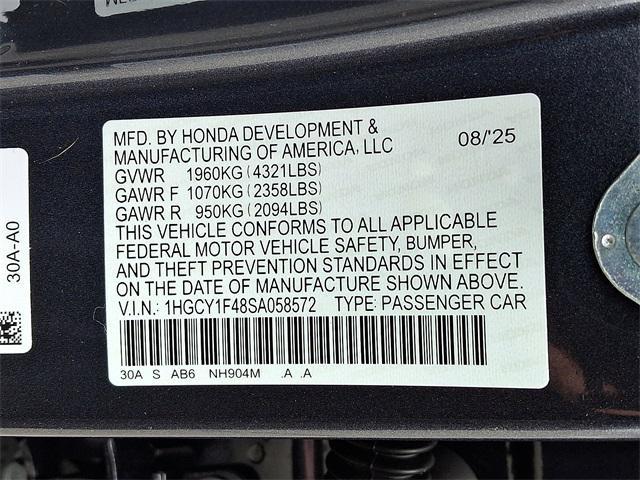 MFD. BY HONDA DEVELOPMENT &
MANUFACTURING OF AMERICA, LLC 08/'25
GVWR 1960KG (4321LBS)
GAWR F 1070KG (2358LBS)
GAWR R 950KG (2094LBS)
THIS VEHICLE CONFORMS TO ALL APPLICABLE
FEDERAL MOTOR VEHICLE SAFETY, BUMPER,
AND THEFT PREVENTION STANDARDS IN EFFECT
ON THE DATE OF MANUFACTURE SHOWN ABOVE.
V.I.N.: 1HGCY1F48SA058572 TYPE: PASSENGER CAR
30A S AB6 NH904M .A .A
30A-A0